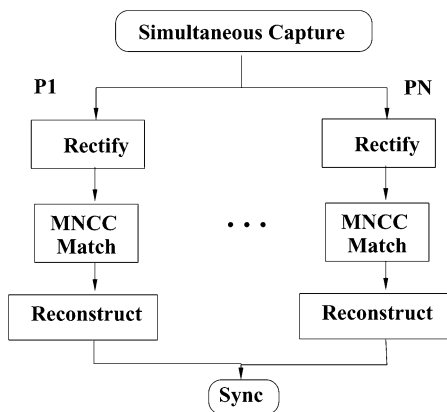 Simultaneous Capture
P1
PN
Rectify
Rectify
MNCC
Match
. . .
MNCC
Match
Reconstruct
Reconstruct
Sync